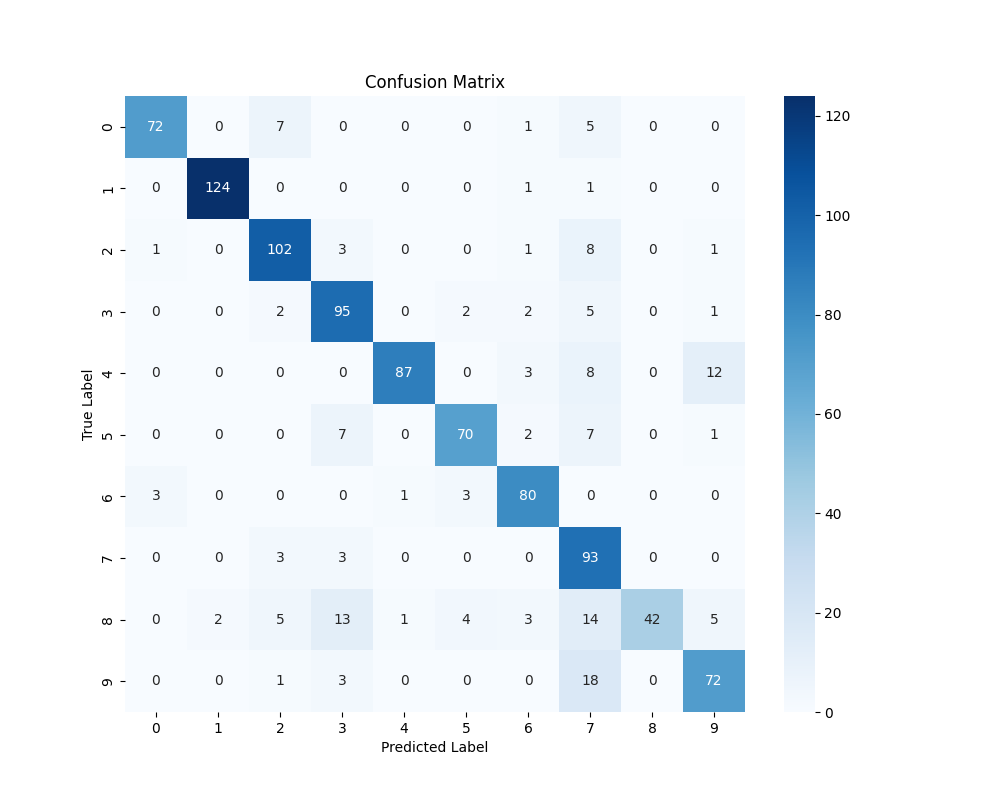 Confusion Matrix
0 72 0 7 0 0 0 1 5 0 0
1 0 124 0 0 0 0 1 1 0 0
2 1 0 102 3 0 0 1 8 0 1
3 0 0 2 95 0 2 2 5 0 1
4 0 0 0 0 87 0 3 8 0 12
5 0 0 0 7 0 70 2 7 0 1
6 3 0 0 0 1 3 80 0 0 0
7 0 0 3 3 0 0 0 93 0 0
8 0 2 5 13 1 4 3 14 42 5
9 0 0 1 3 0 0 0 18 0 72
0 1 2 3 4 5 6 7 8 9
True Label
Predicted Label
120
100
80
60
40
20
0